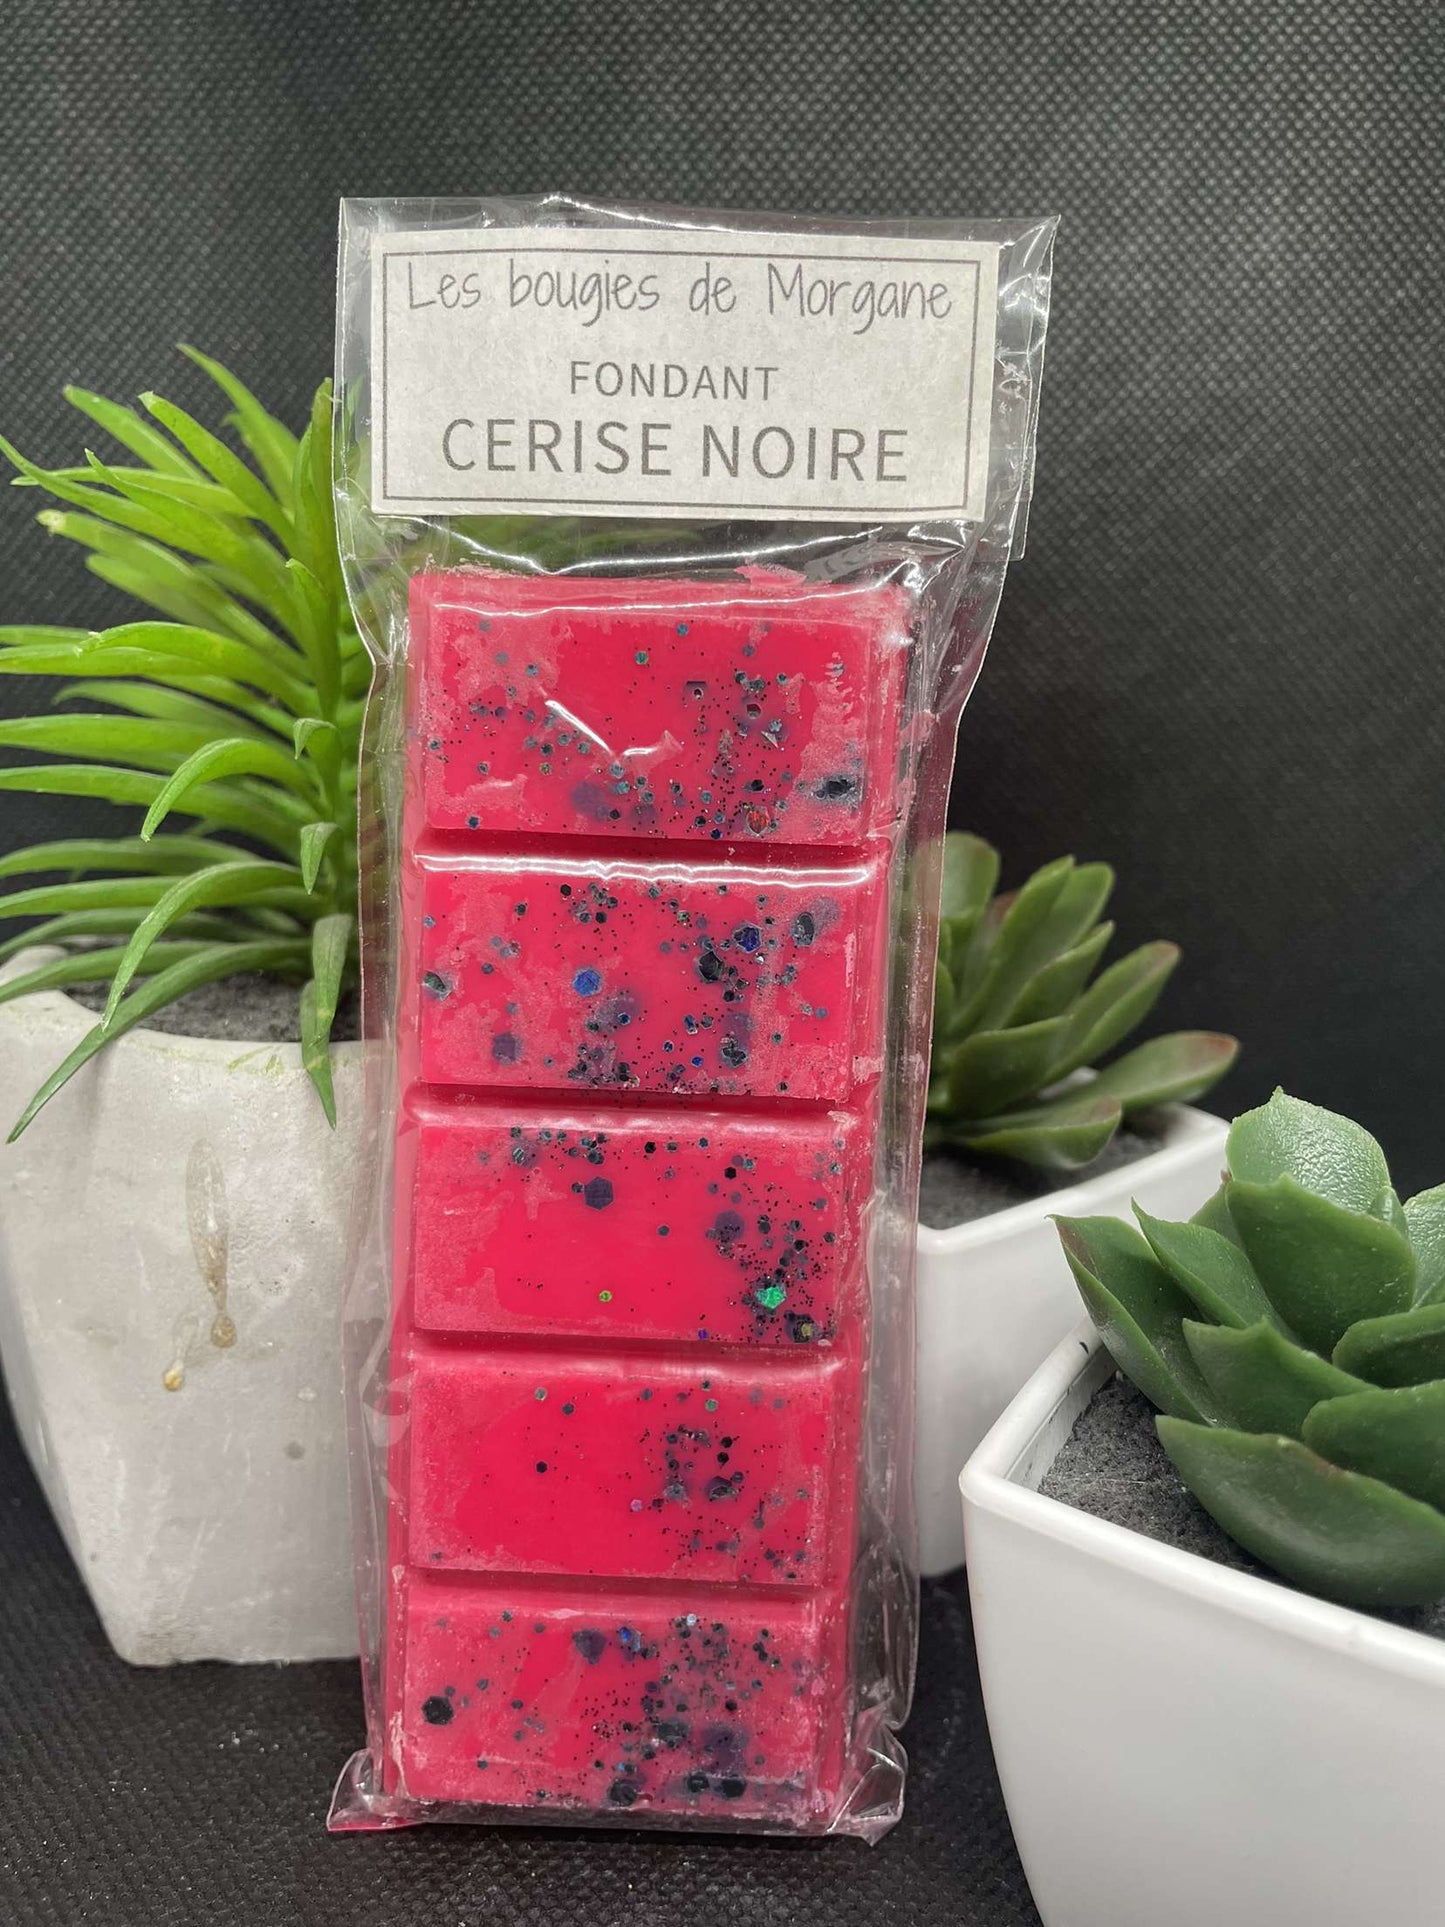 Les bougies de Morgane
FONDANT
CERISE NOIRE